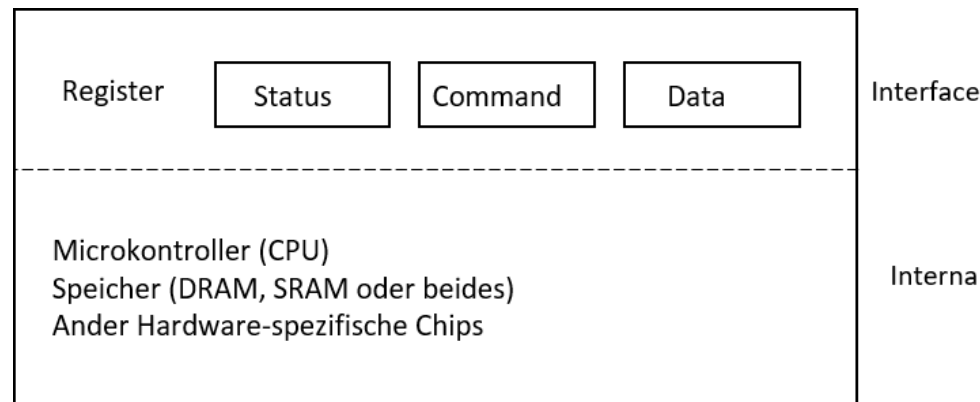 Register Status Command Data Interface
Microkontroller (CPU)
Speicher (DRAM, SRAM oder beides)
Interna
Ander Hardware-spezifische Chips